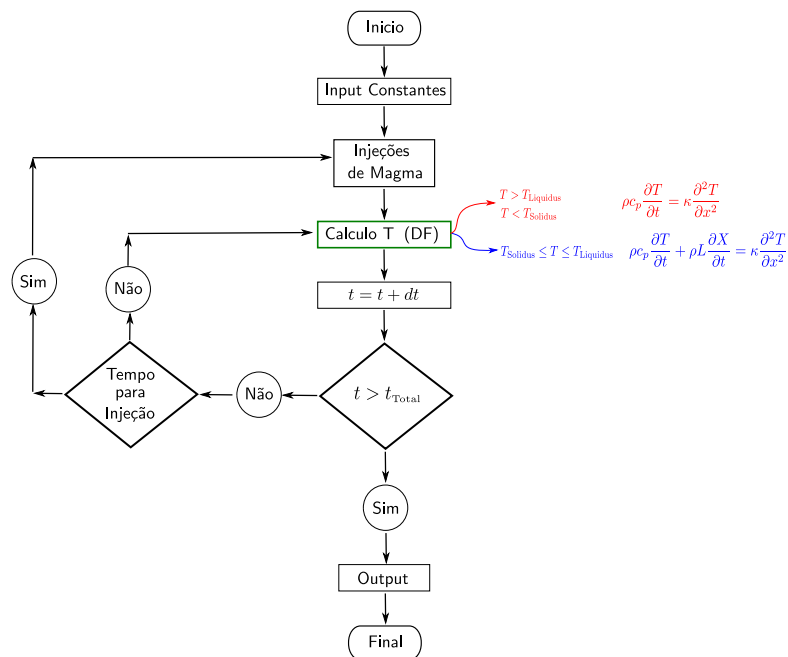 Inicio
Input Constantes
Injeções
de Magma
T > T_Liquidus
T < T_Solidus
ρc_p ∂T/∂t = κ ∂²T/∂x²
Calculo T (DF)
T_Solidus ≤ T ≤ T_Liquidus
ρc_p ∂T/∂t + ρL ∂X/∂t = κ ∂²T/∂x²
Sim
Não
t = t + dt
Tempo
para
Injeção
Não
t > t_Total
Sim
Output
Final